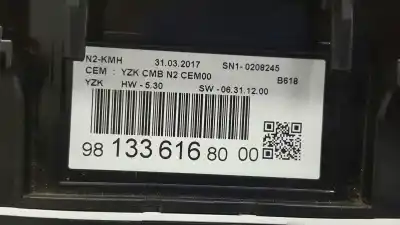 N2-KMH 31.03.2017 SN1- 0208245
CEM : YZK CMB N2 CEM00 B618
YZK HW - 5.30 SW - 06.31.12.00
98 133 616 80 00